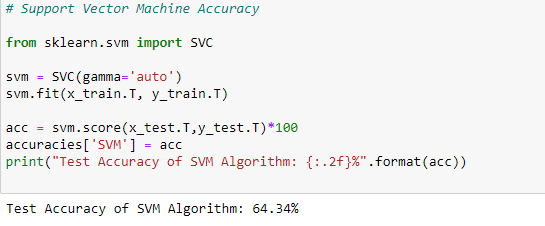 # Support Vector Machine Accuracy
from sklearn.svm import SVC
svm = SVC(gamma='auto')
svm.fit(x_train.T, y_train.T)
acc = svm.score(x_test.T,y_test.T)*100
accuracies['SVM'] = acc
print("Test Accuracy of SVM Algorithm: {:.2f}%".format(acc))
Test Accuracy of SVM Algorithm: 64.34%